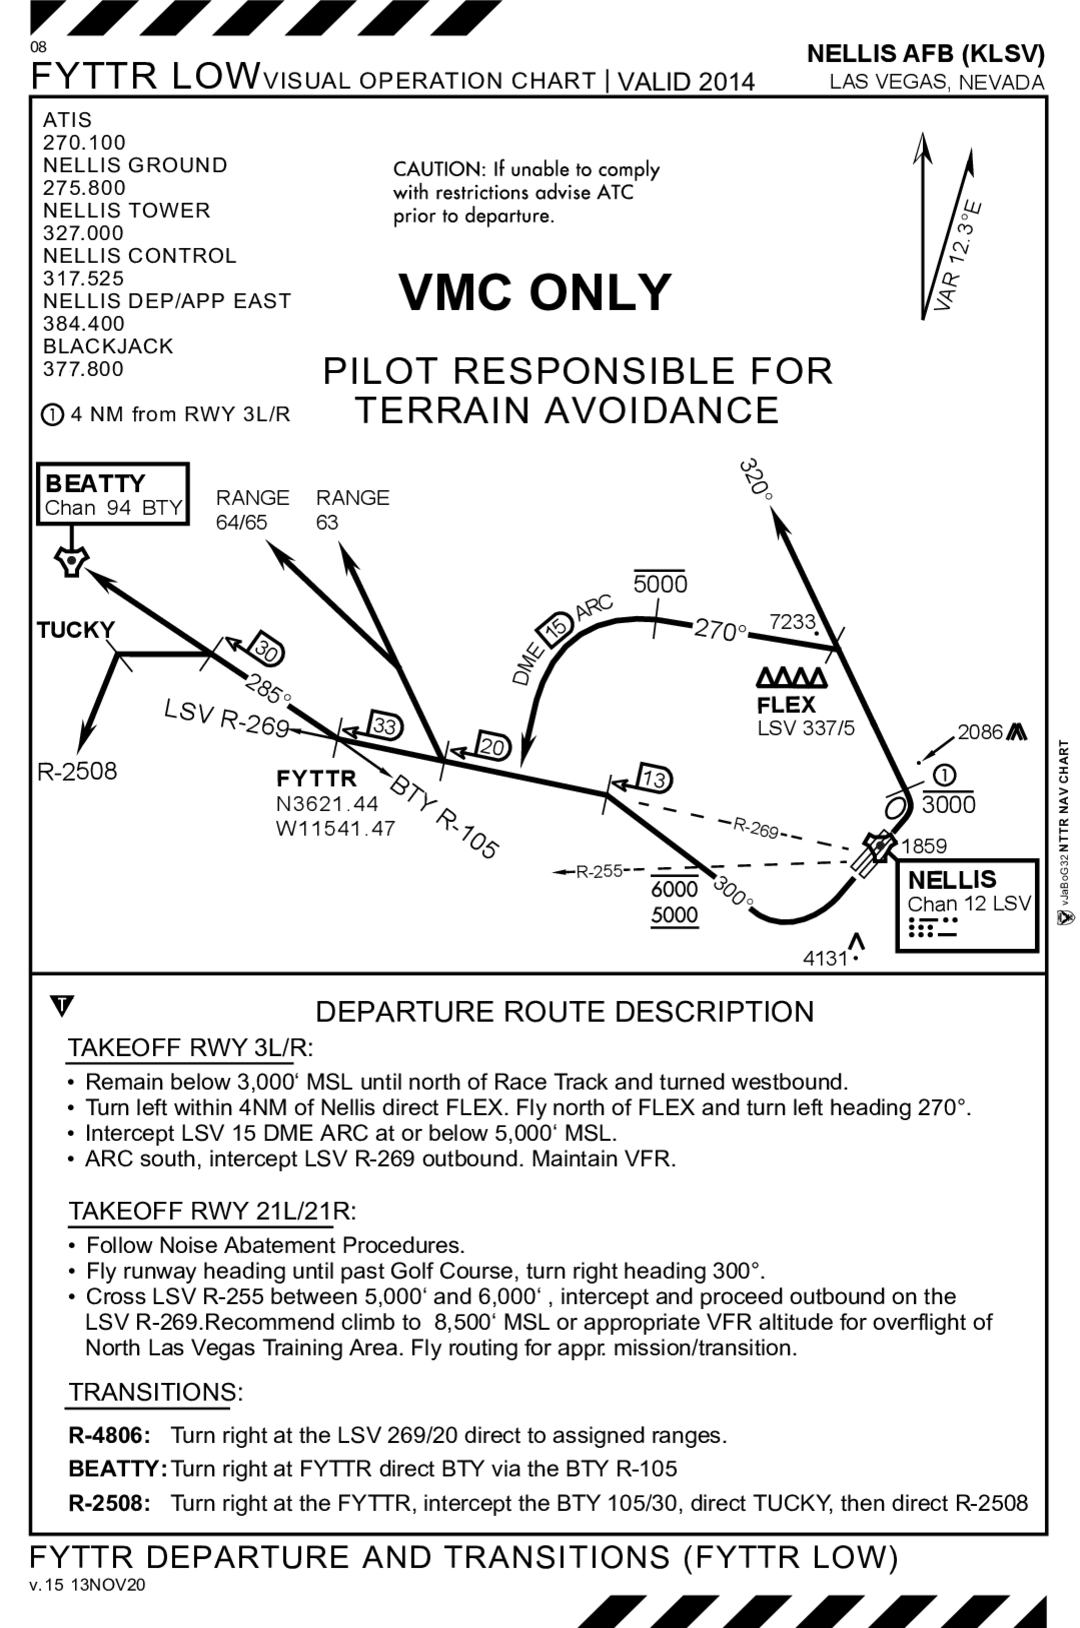 08
FYTTR LOW VISUAL OPERATION CHART | VALID 2014
NELLIS AFB (KLSV)
LAS VEGAS, NEVADA
ATIS
270.100
NELLIS GROUND
275.800
NELLIS TOWER
327.000
NELLIS CONTROL
317.525
NELLIS DEP/APP EAST
384.400
BLACKJACK
377.800
① 4 NM from RWY 3L/R
CAUTION: If unable to comply
with restrictions advise ATC
prior to departure.
VMC ONLY
PILOT RESPONSIBLE FOR
TERRAIN AVOIDANCE
VAR 12.3°E
BEATTY
Chan 94 BTY
RANGE
64/65
RANGE
63
320°
5000
DME 15 ARC
270°
7233
TUCKY
30
285°
LSV R-269
33
20
FLEX
LSV 337/5
2086
R-2508
FYTTR
N3621.44
W11541.47
BTY R-105
13
①
3000
R-269
1859
R-255
6000
5000
300°
NELLIS
Chan 12 LSV
4131
vJaBoG32 NTTR NAV CHART
T
DEPARTURE ROUTE DESCRIPTION
TAKEOFF RWY 3L/R:
• Remain below 3,000‘ MSL until north of Race Track and turned westbound.
• Turn left within 4NM of Nellis direct FLEX. Fly north of FLEX and turn left heading 270°.
• Intercept LSV 15 DME ARC at or below 5,000‘ MSL.
• ARC south, intercept LSV R-269 outbound. Maintain VFR.
TAKEOFF RWY 21L/21R:
• Follow Noise Abatement Procedures.
• Fly runway heading until past Golf Course, turn right heading 300°.
• Cross LSV R-255 between 5,000‘ and 6,000‘ , intercept and proceed outbound on the
LSV R-269.Recommend climb to 8,500‘ MSL or appropriate VFR altitude for overflight of
North Las Vegas Training Area. Fly routing for appr. mission/transition.
TRANSITIONS:
R-4806: Turn right at the LSV 269/20 direct to assigned ranges.
BEATTY: Turn right at FYTTR direct BTY via the BTY R-105
R-2508: Turn right at the FYTTR, intercept the BTY 105/30, direct TUCKY, then direct R-2508
FYTTR DEPARTURE AND TRANSITIONS (FYTTR LOW)
v.15 13NOV20